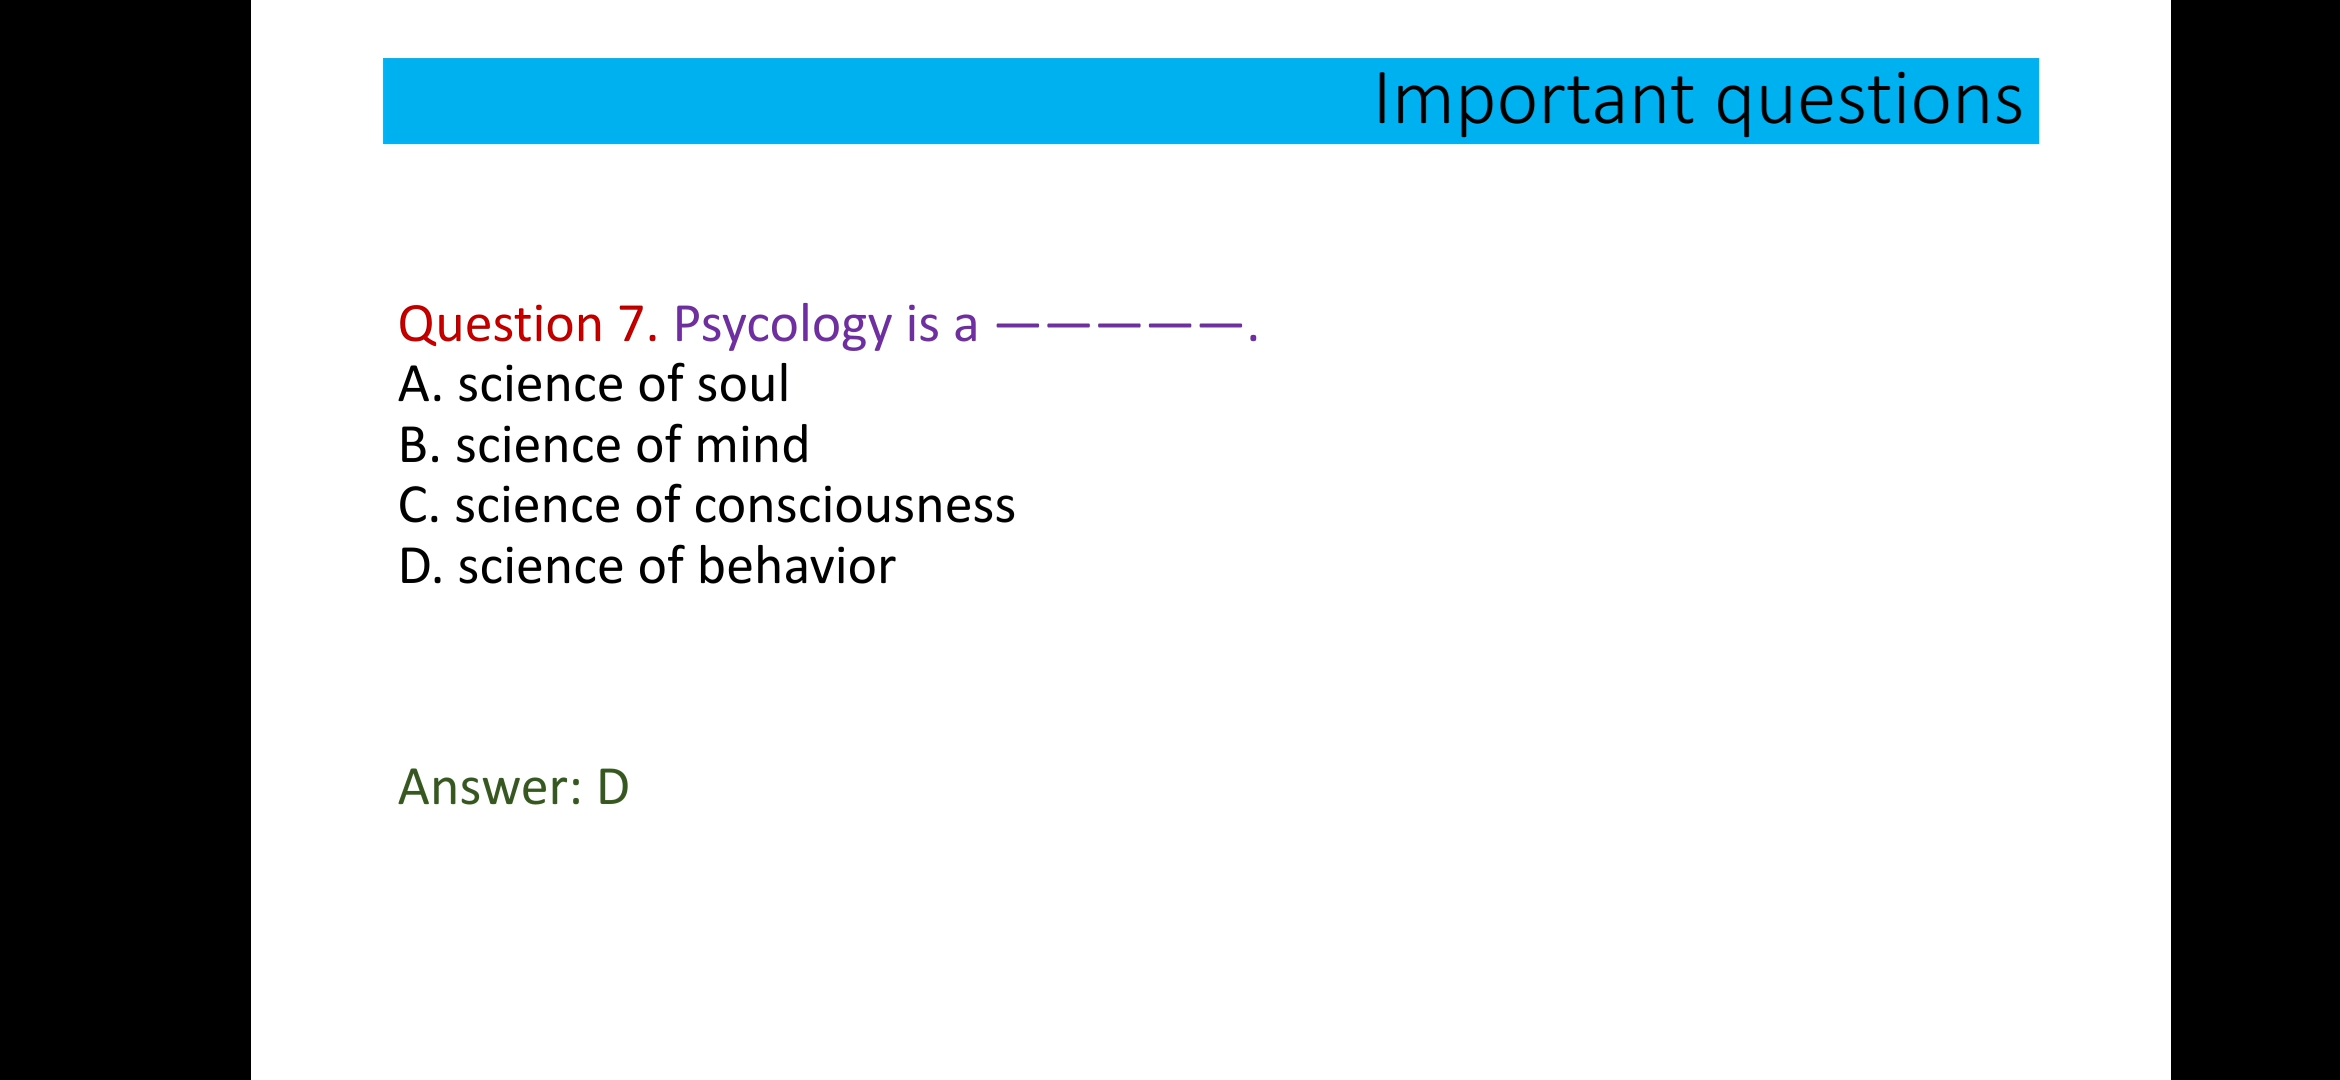 Important questions
Question 7. Psycology is a — — — — —.
A. science of soul
B. science of mind
C. science of consciousness
D. science of behavior
Answer: D